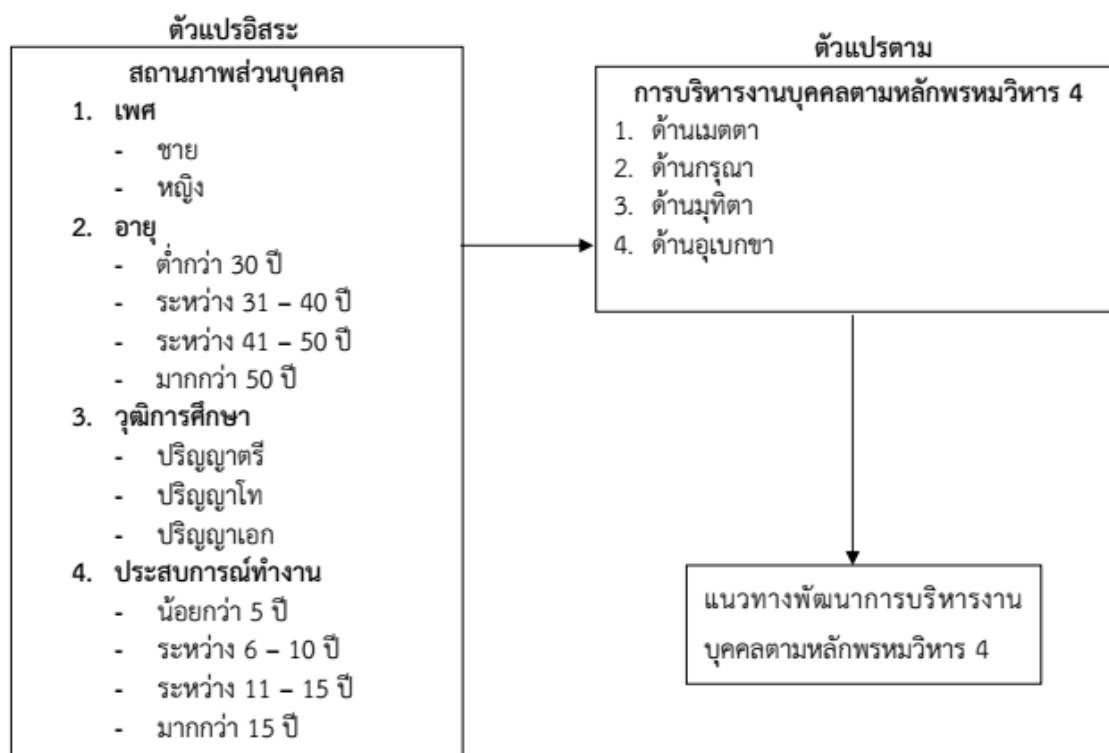 ตัวแปรอิสระ
สถานภาพส่วนบุคคล
1. เพศ
- ชาย
- หญิง
2. อายุ
- ต่ำกว่า 30 ปี
- ระหว่าง 31 – 40 ปี
- ระหว่าง 41 – 50 ปี
- มากกว่า 50 ปี
3. วุฒิการศึกษา
- ปริญญาตรี
- ปริญญาโท
- ปริญญาเอก
4. ประสบการณ์ทำงาน
- น้อยกว่า 5 ปี
- ระหว่าง 6 – 10 ปี
- ระหว่าง 11 – 15 ปี
- มากกว่า 15 ปี
ตัวแปรตาม
การบริหารงานบุคคลตามหลักพรหมวิหาร 4
1. ด้านเมตตา
2. ด้านกรุณา
3. ด้านมุทิตา
4. ด้านอุเบกขา
แนวทางพัฒนาการบริหารงาน
บุคคลตามหลักพรหมวิหาร 4